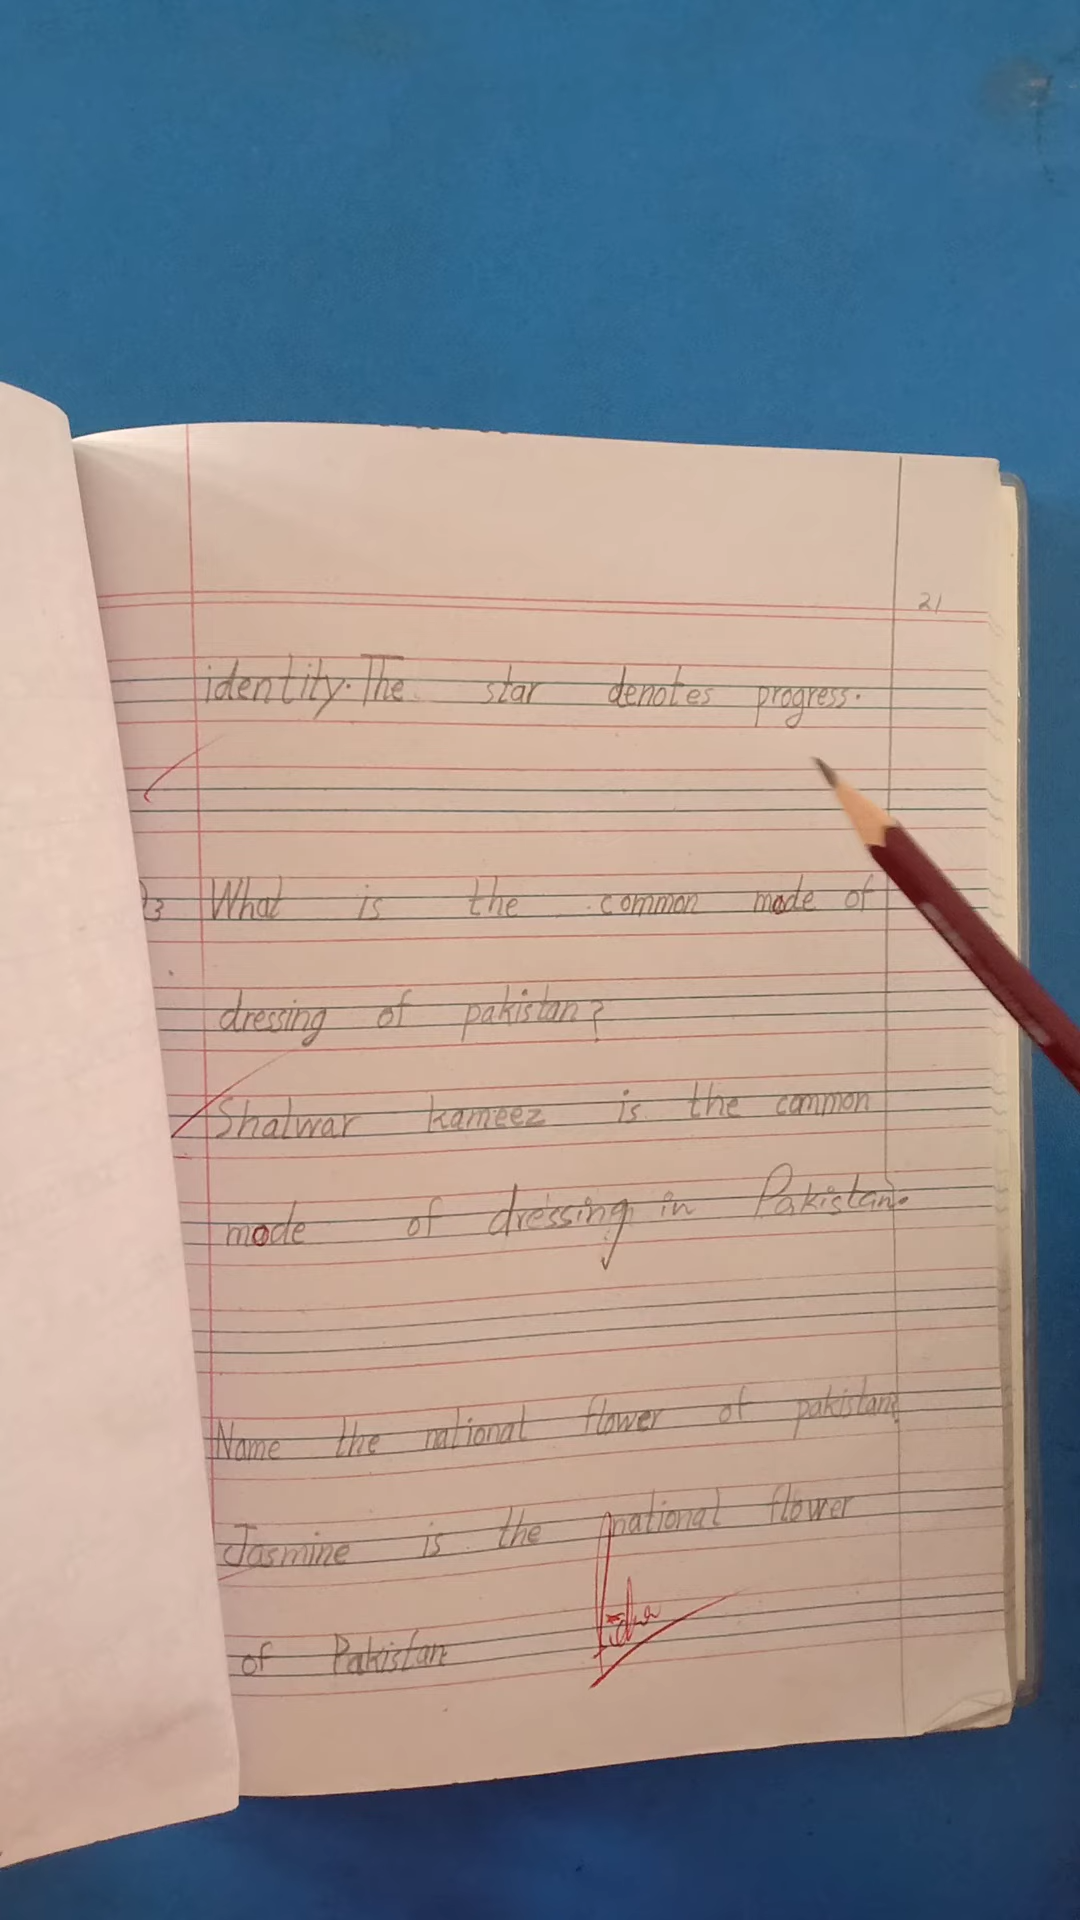 21
identity. The star denotes progress.
What is the common mode of
dressing of pakistan?
Shalwar kameez is the common
mode of dressing in Pakistan.
Name the national flower of pakistan?
Jasmine is the national flower
of Pakistan